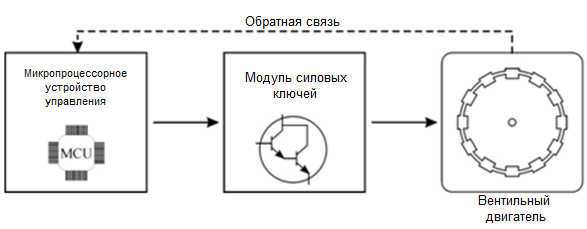 Обратная связь
Микропроцессорное
устройство
управления
MCU
Модуль силовых
ключей
Вентильный
двигатель